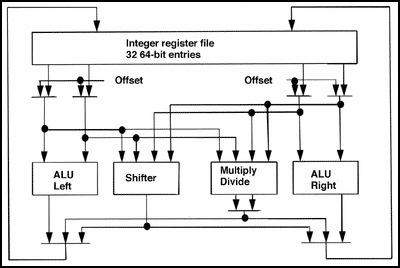 Integer register file
32 64-bit entries
Offset
Offset
ALU
Left
Shifter
Multiply
Divide
ALU
Right